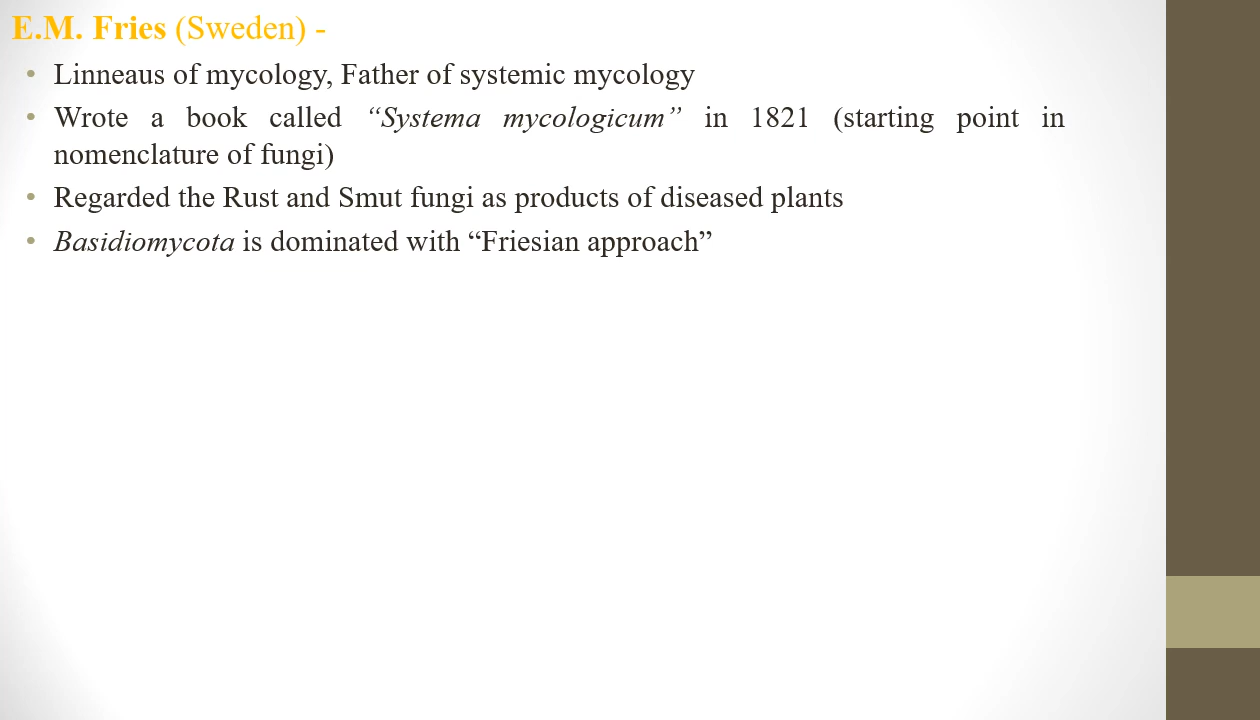 E.M. Fries (Sweden) -
• Linneaus of mycology, Father of systemic mycology
• Wrote a book called “Systema mycologicum” in 1821 (starting point in
nomenclature of fungi)
• Regarded the Rust and Smut fungi as products of diseased plants
• Basidiomycota is dominated with “Friesian approach”